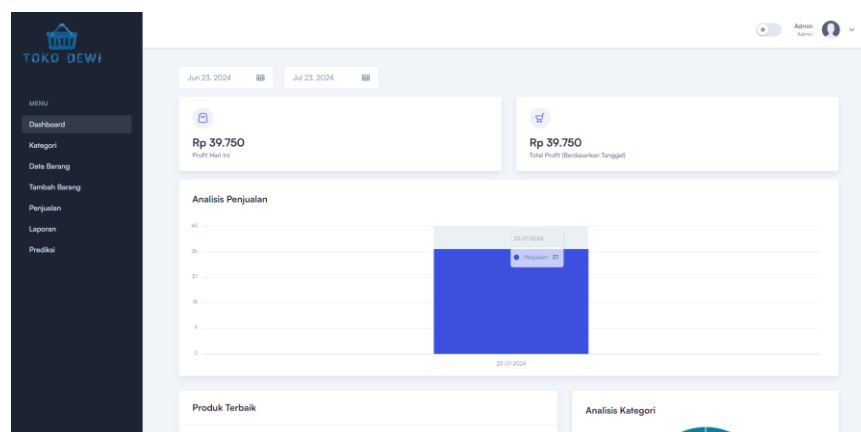 TOKO DEWI
MENU
Dashboard
Kategori
Data Barang
Tambah Barang
Penjualan
Laporan
Prediksi
Admin
Admin
Jun 23, 2024
Jul 23, 2024
Rp 39.750
Profit Hari Ini
Rp 39.750
Total Profit (Berdasarkan Tanggal)
Analisis Penjualan
45
36
27
18
9
0
23-07-2024
Penjualan: 37
23-07-2024
Produk Terbaik
Analisis Kategori